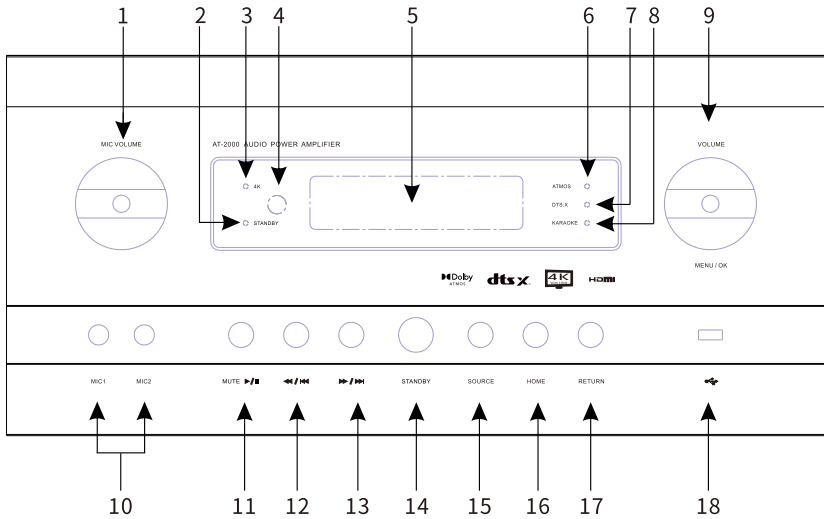 1 2 3 4 5 6 7 8 9
MIC VOLUME
AT-2000 AUDIO POWER AMPLIFIER
VOLUME
4K
ATMOS
DTS:X
STANDBY
KARAOKE
MENU / OK
Dolby
ATMOS
dts x
4K
HDMI
MIC1 MIC2 MUTE ▶/⏸ ◀◀/I◀◀ ▶▶/▶▶I STANDBY SOURCE HOME RETURN
10 11 12 13 14 15 16 17 18